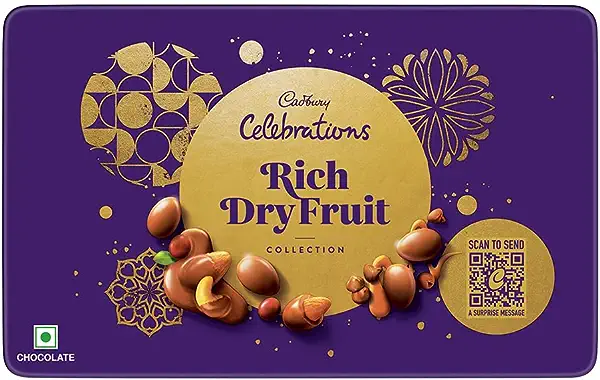 Cadbury
Celebrations
Rich
Dry Fruit
COLLECTION
SCAN TO SEND
A SURPRISE MESSAGE
CHOCOLATE